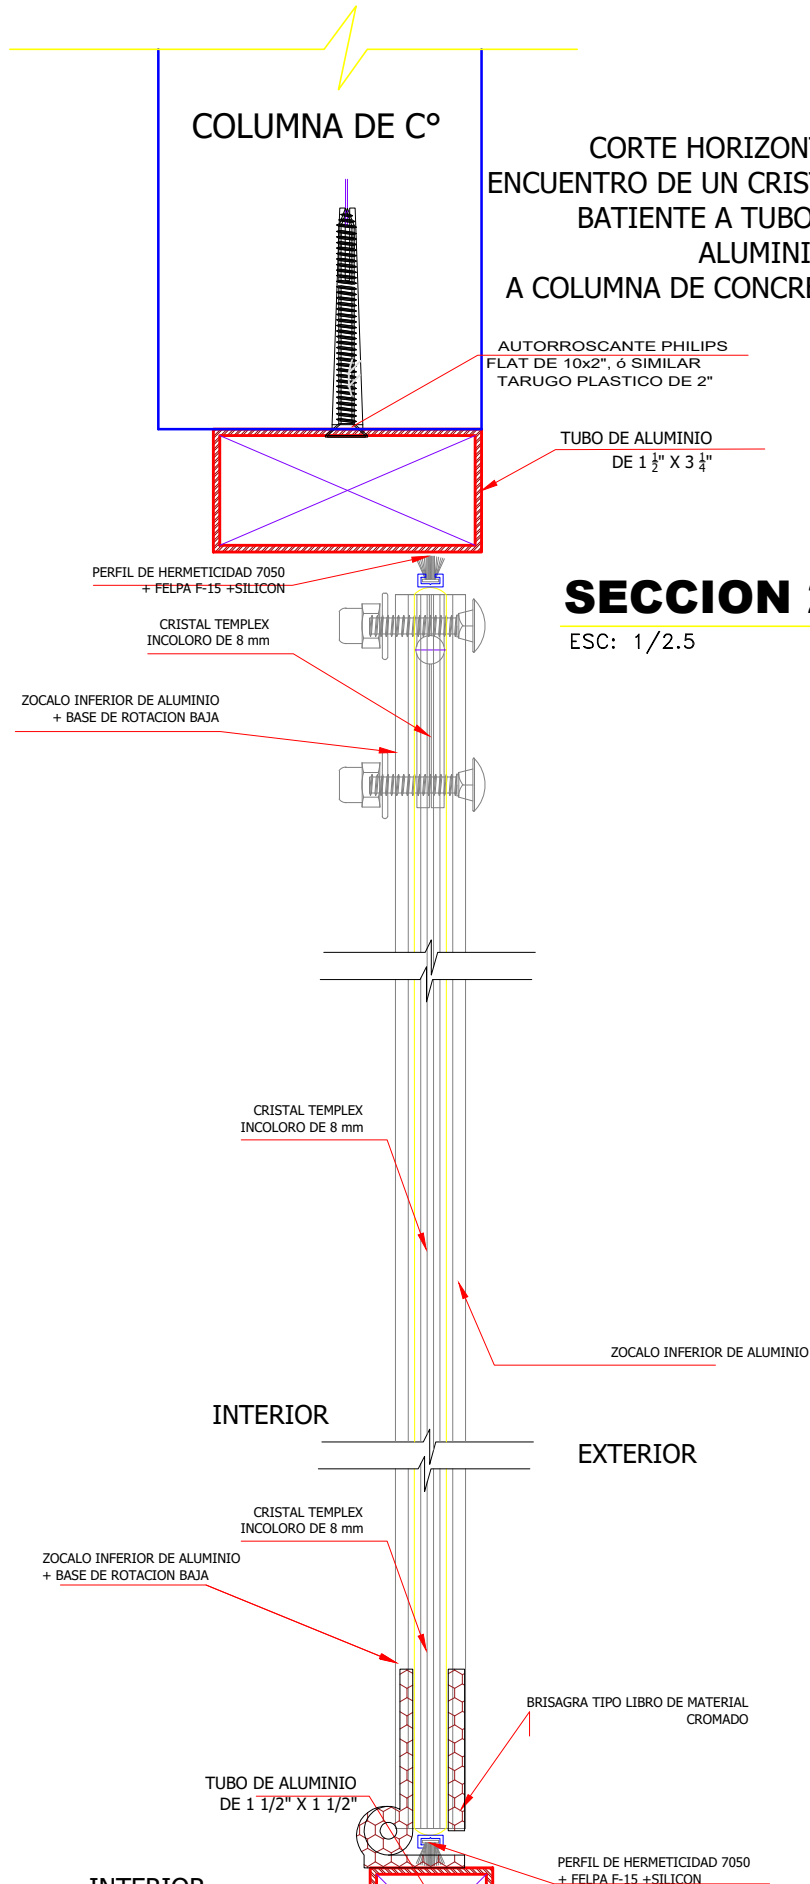 COLUMNA DE C°
CORTE HORIZONT
ENCUENTRO DE UN CRIST
BATIENTE A TUBO
ALUMINI
A COLUMNA DE CONCRE
AUTORROSCANTE PHILIPS
FLAT DE 10x2", ó SIMILAR
TARUGO PLASTICO DE 2"
TUBO DE ALUMINIO
DE 1 1/2" X 3 1/4"
PERFIL DE HERMETICIDAD 7050
+ FELPA F-15 +SILICON
SECCION
ESC: 1/2.5
CRISTAL TEMPLEX
INCOLORO DE 8 mm
ZOCALO INFERIOR DE ALUMINIO
+ BASE DE ROTACION BAJA
CRISTAL TEMPLEX
INCOLORO DE 8 mm
ZOCALO INFERIOR DE ALUMINIO
INTERIOR
EXTERIOR
CRISTAL TEMPLEX
INCOLORO DE 8 mm
ZOCALO INFERIOR DE ALUMINIO
+ BASE DE ROTACION BAJA
BRISAGRA TIPO LIBRO DE MATERIAL
CROMADO
TUBO DE ALUMINIO
DE 1 1/2" X 1 1/2"
PERFIL DE HERMETICIDAD 7050
+ FELPA F-15 +SILICON
INTERIOR